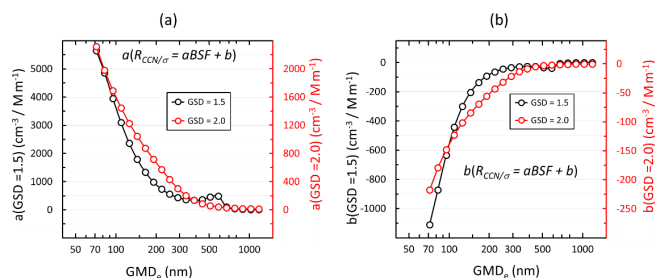 (a)
a(R_CCN/σ = aBSF + b)
GSD = 1.5
GSD = 2.0
a(GSD =1.5) (cm⁻³ / M m⁻¹)
5000
4000
3000
2000
1000
0
a(GSD =2.0) (cm⁻³ / M m⁻¹)
2000
1600
1200
800
400
0
50 70 100 200 300 500 1000
GMDₑ (nm)
(b)
GSD = 1.5
GSD = 2.0
b(R_CCN/σ = aBSF + b)
b(GSD =1.5) (cm⁻³ / M m⁻¹)
0
-200
-400
-600
-800
-1000
b(GSD =2.0) (cm⁻³ / M m⁻¹)
0
-50
-100
-150
-200
-250
50 70 100 200 300 500 1000
GMDₑ (nm)